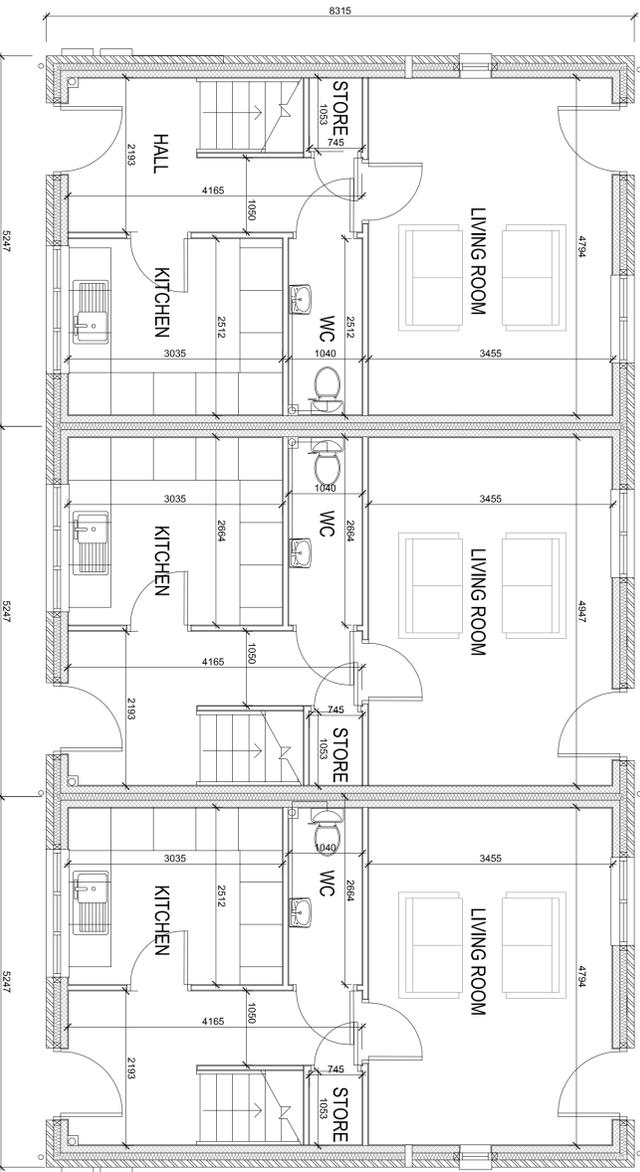 8315
STORE
1053
745
HALL
2193
4165
1050
5247
LIVING ROOM
4794
KITCHEN
2512
WC
2512
3035
1040
3455
3035
1040
3455
KITCHEN
2664
WC
2664
LIVING ROOM
4947
5247
4165
1050
2193
745
STORE
1053
3035
1040
3455
KITCHEN
2512
WC
2664
LIVING ROOM
4794
5247
4165
1050
2193
745
STORE
1053